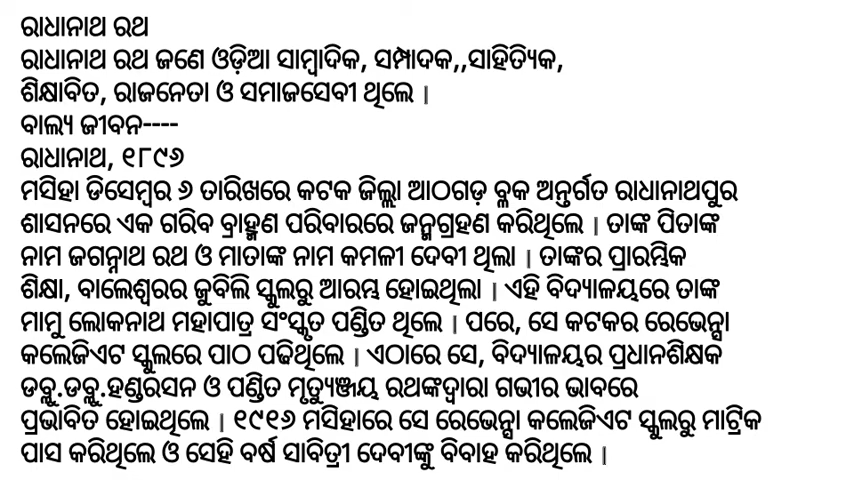 ରାଧାନାଥ ରଥ
ରାଧାନାଥ ରଥ ଜଣେ ଓଡ଼ିଆ ସାମ୍ବାଦିକ, ସମ୍ପାଦକ,,ସାହିତ୍ୟିକ,
ଶିକ୍ଷାବିତ, ରାଜନେତା ଓ ସମାଜସେବୀ ଥିଲେ |
ବାଲ୍ୟ ଜୀବନ----
ରାଧାନାଥ, ୧୮୯୬
ମସିହା ଡିସେମ୍ବର ୬ ତାରିଖରେ କଟକ ଜିଲ୍ଲା ଆଠଗଡ଼ ବ୍ଲକ ଅନ୍ତର୍ଗତ ରାଧାନାଥପୁର
ଶାସନରେ ଏକ ଗରିବ ବ୍ରାହ୍ମଣ ପରିବାରରେ ଜନ୍ମଗ୍ରହଣ କରିଥିଲେ | ତାଙ୍କ ପିତାଙ୍କ
ନାମ ଜଗନ୍ନାଥ ରଥ ଓ ମାତାଙ୍କ ନାମ କମଳୀ ଦେବୀ ଥିଲା | ତାଙ୍କର ପ୍ରାରମ୍ଭିକ
ଶିକ୍ଷା, ବାଲେଶ୍ୱରର ଜୁବିଲି ସ୍କୁଲରୁ ଆରମ୍ଭ ହୋଇଥିଲା | ଏହି ବିଦ୍ୟାଳୟରେ ତାଙ୍କ
ମାମୁ ଲୋକନାଥ ମହାପାତ୍ର ସଂସ୍କୃତ ପଣ୍ଡିତ ଥିଲେ | ପରେ, ସେ କଟକର ରେଭେନ୍ସା
କଲେଜିଏଟ ସ୍କୁଲରେ ପାଠ ପଢିଥିଲେ | ଏଠାରେ ସେ, ବିଦ୍ୟାଳୟର ପ୍ରଧାନଶିକ୍ଷକ
ଡବ୍ଲୁ.ଡବ୍ଲୁ.ହଣ୍ଡରସନ ଓ ପଣ୍ଡିତ ମୃତ୍ୟୁଞ୍ଜୟ ରଥଙ୍କଦ୍ୱାରା ଗଭୀର ଭାବରେ
ପ୍ରଭାବିତ ହୋଇଥିଲେ | ୧୯୧୬ ମସିହାରେ ସେ ରେଭେନ୍ସା କଲେଜିଏଟ ସ୍କୁଲରୁ ମାଟ୍ରିକ
ପାସ କରିଥିଲେ ଓ ସେହି ବର୍ଷ ସାବିତ୍ରୀ ଦେବୀଙ୍କୁ ବିବାହ କରିଥିଲେ |